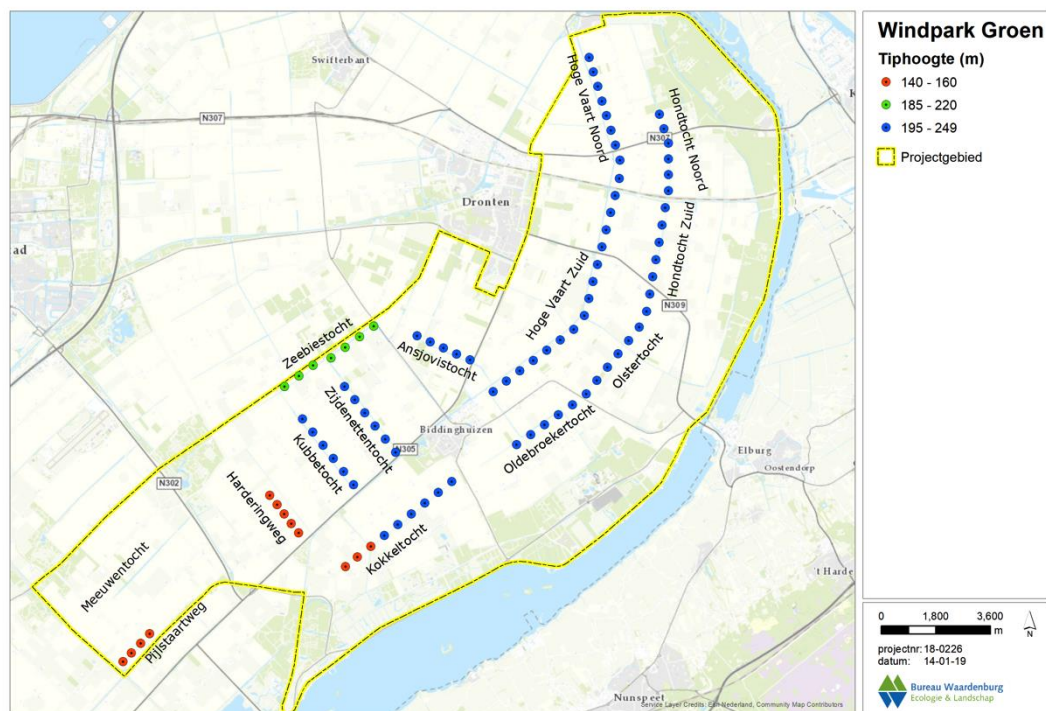 Windpark Groen
Tiphoogte (m)
140 - 160
185 - 220
195 - 249
Projectgebied
Swifterbant
N307
Hoge Vaart Noord
N307
Hondtocht Noord
Dronten
ad
Hondtocht Zuid
Hoge Vaart Zuid
N309
Zeebiestocht
Ansjovistocht
Olstertocht
Zijdenettentocht
Biddinghuizen
N305
Oldebroekertocht
Elburg
Oostendorp
Kubbetocht
N302
Harderingweg
Kokkeltocht
't Harde
Meeuwentocht
Pijlstaartweg
Nunspeet
Service Layer Credits: Esri Nederland, Community Map Contributors
0 1,800 3,600
m
N
projectnr: 18-0226
datum: 14-01-19
Bureau Waardenburg
Ecologie & Landschap